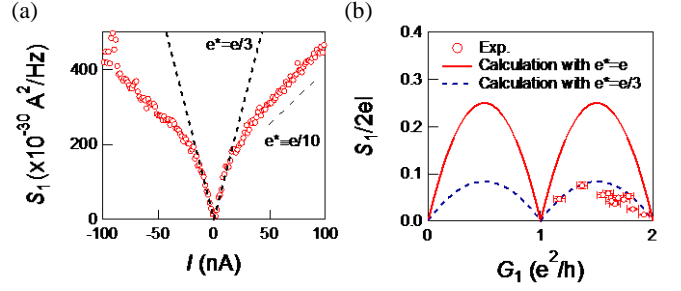 (a)
S₁ (×10⁻³⁰ A²/Hz)
400
200
0
e*=e/3
e*=e/10
-100 -50 0 50 100
I (nA)
(b)
S₁/2eI
0.4
0.3
0.2
0.1
0.0
Exp.
Calculation with e*=e
Calculation with e*=e/3
0 1 2
G₁ (e²/h)